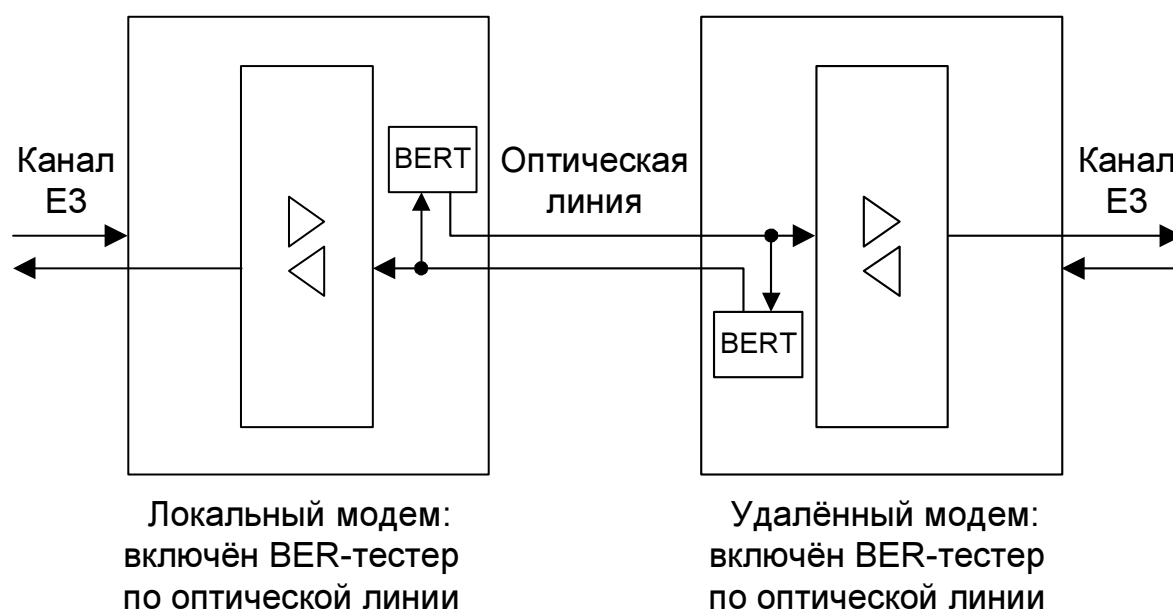 Канал
E3
BERT
Оптическая
линия
BERT
Канал
E3
Локальный модем:
включён BER-тестер
по оптической линии
Удалённый модем:
включён BER-тестер
по оптической линии